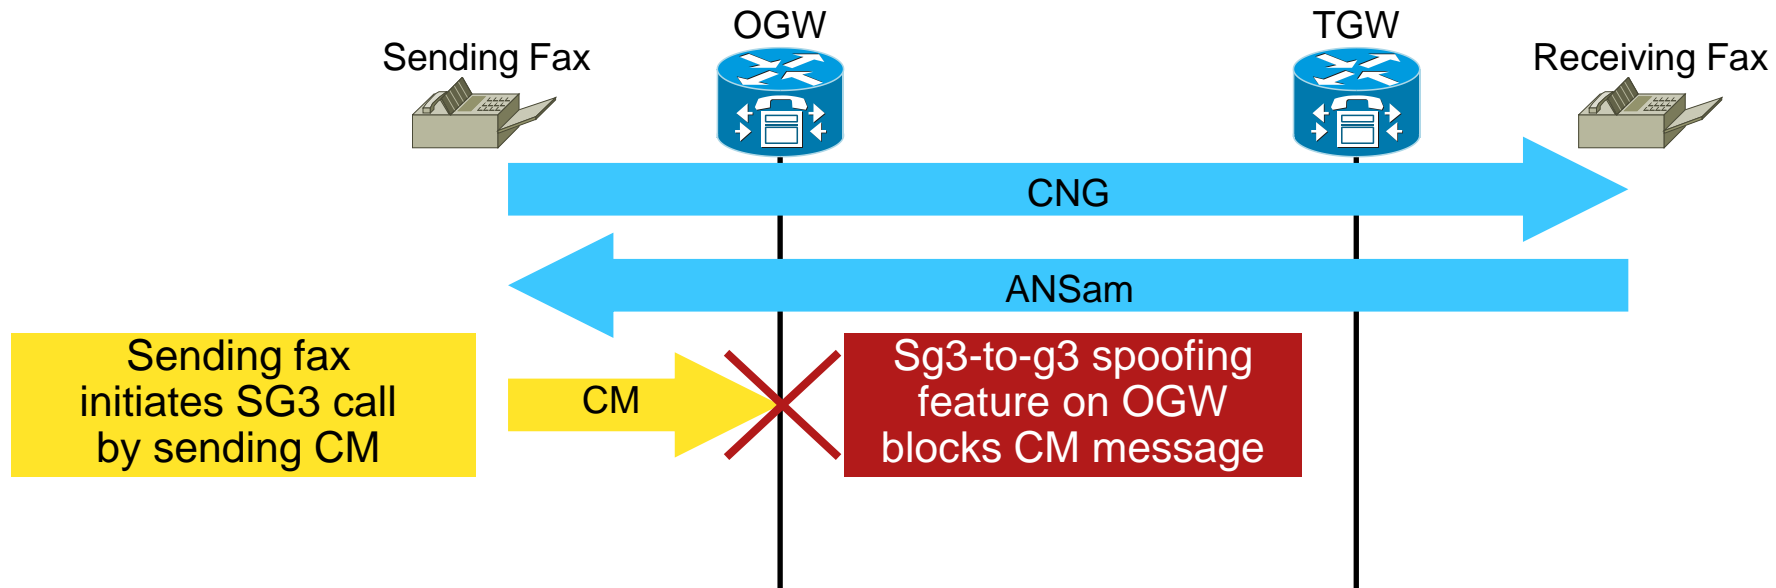 OGW
TGW
Sending Fax
Receiving Fax
CNG
ANSam
Sending fax
initiates SG3 call
by sending CM
CM
Sg3-to-g3 spoofing
feature on OGW
blocks CM message